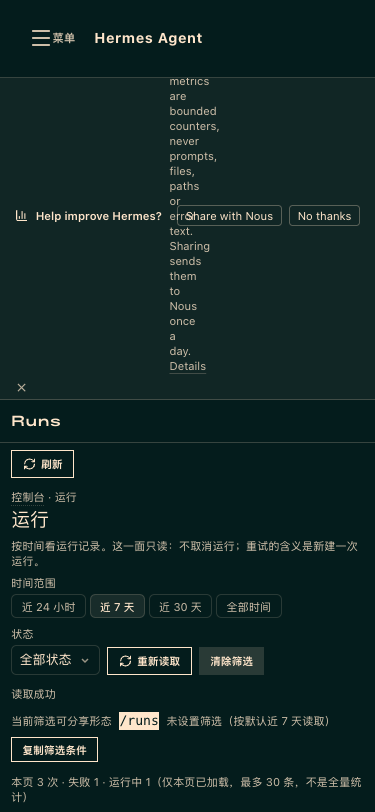 菜单 Hermes Agent
metrics
are
bounded
counters,
never
prompts,
files,
paths
or
Help improve Hermes? error Share with Nous No thanks
text.
Sharing
sends
them
to
Nous
once
a
day.
Details
×
Runs
刷新
控制台 · 运行
运行
按时间看运行记录。这一面只读：不取消运行；重试的含义是新建一次
运行。
时间范围
近 24 小时 近 7 天 近 30 天 全部时间
状态
全部状态 重新读取 清除筛选
读取成功
当前筛选可分享形态 /runs 未设置筛选（按默认近 7 天读取）
复制筛选条件
本页 3 次 · 失败 1 · 运行中 1（仅本页已加载，最多 30 条，不是全量统
计）